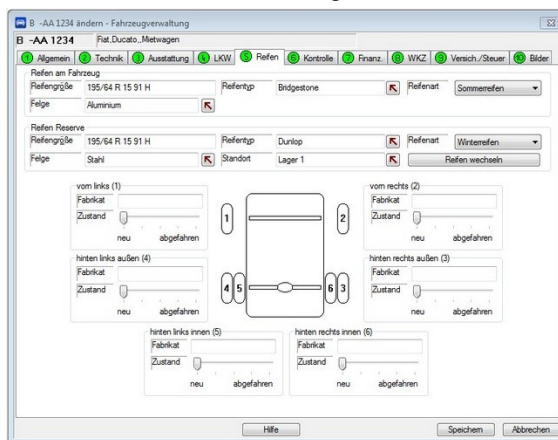 B -AA 1234 ändern - Fahrzeugverwaltung
B -AA 1234 Fiat,Ducato,,Mietwagen
1 Allgemein 2 Technik 3 Ausstattung 4 LKW 5 Reifen 6 Kontrolle 7 Finanz. 8 WKZ 9 Versich./Steuer 10 Bilder
Reifen am Fahrzeug
Reifengröße 195/64 R 15 91 H Reifentyp Bridgestone Reifenart Sommerreifen
Felge Aluminium
Reifen Reserve
Reifengröße 195/64 R 15 91 H Reifentyp Dunlop Reifenart Winterreifen
Felge Stahl Standort Lager 1 Reifen wechseln
vorn links (1) vorn rechts (2)
Fabrikat Fabrikat
Zustand 1 2 Zustand
neu abgefahren neu abgefahren
hinten links außen (4) hinten rechts außen (3)
Fabrikat Fabrikat
Zustand 4 5 6 3 Zustand
neu abgefahren neu abgefahren
hinten links innen (5) hinten rechts innen (6)
Fabrikat Fabrikat
Zustand Zustand
neu abgefahren neu abgefahren
Hilfe Speichern Abbrechen